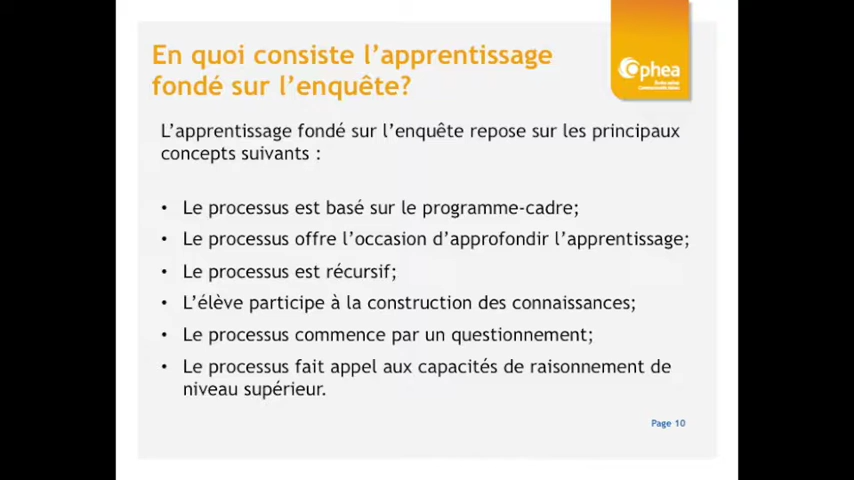 En quoi consiste l'apprentissage
fondé sur l'enquête?
Ophea
L'apprentissage fondé sur l'enquête repose sur les principaux
concepts suivants :
• Le processus est basé sur le programme-cadre;
• Le processus offre l'occasion d'approfondir l'apprentissage;
• Le processus est récursif;
• L'élève participe à la construction des connaissances;
• Le processus commence par un questionnement;
• Le processus fait appel aux capacités de raisonnement de
niveau supérieur.
Page 10